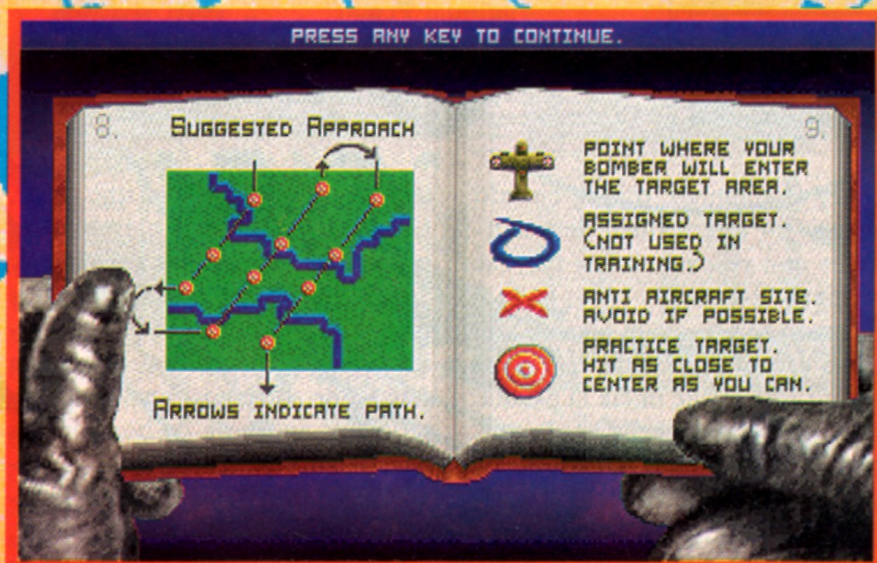 PRESS ANY KEY TO CONTINUE.
8.
SUGGESTED APPROACH
ARROWS INDICATE PATH.
9.
POINT WHERE YOUR
BOMBER WILL ENTER
THE TARGET AREA.
ASSIGNED TARGET.
(NOT USED IN
TRAINING.)
ANTI AIRCRAFT SITE.
AVOID IF POSSIBLE.
PRACTICE TARGET.
HIT AS CLOSE TO
CENTER AS YOU CAN.